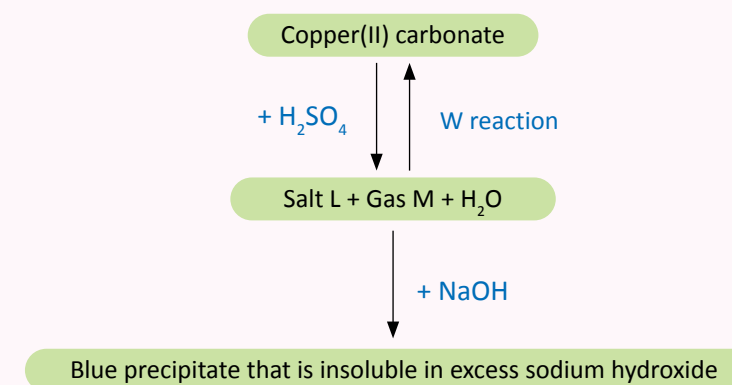 Copper(II) carbonate
+ H₂SO₄
W reaction
Salt L + Gas M + H₂O
+ NaOH
Blue precipitate that is insoluble in excess sodium hydroxide